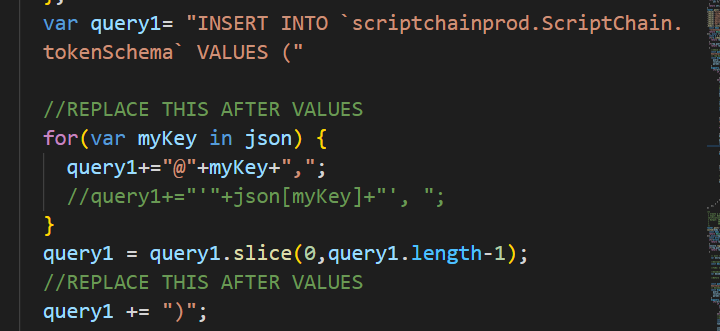 };
var query1= "INSERT INTO `scriptchainprod.ScriptChain.
tokenSchema` VALUES ("
//REPLACE THIS AFTER VALUES
for(var myKey in json) {
query1+="@"+myKey+",";
//query1+="'"+json[myKey]+"', ";
}
query1 = query1.slice(0,query1.length-1);
//REPLACE THIS AFTER VALUES
query1 += ")";